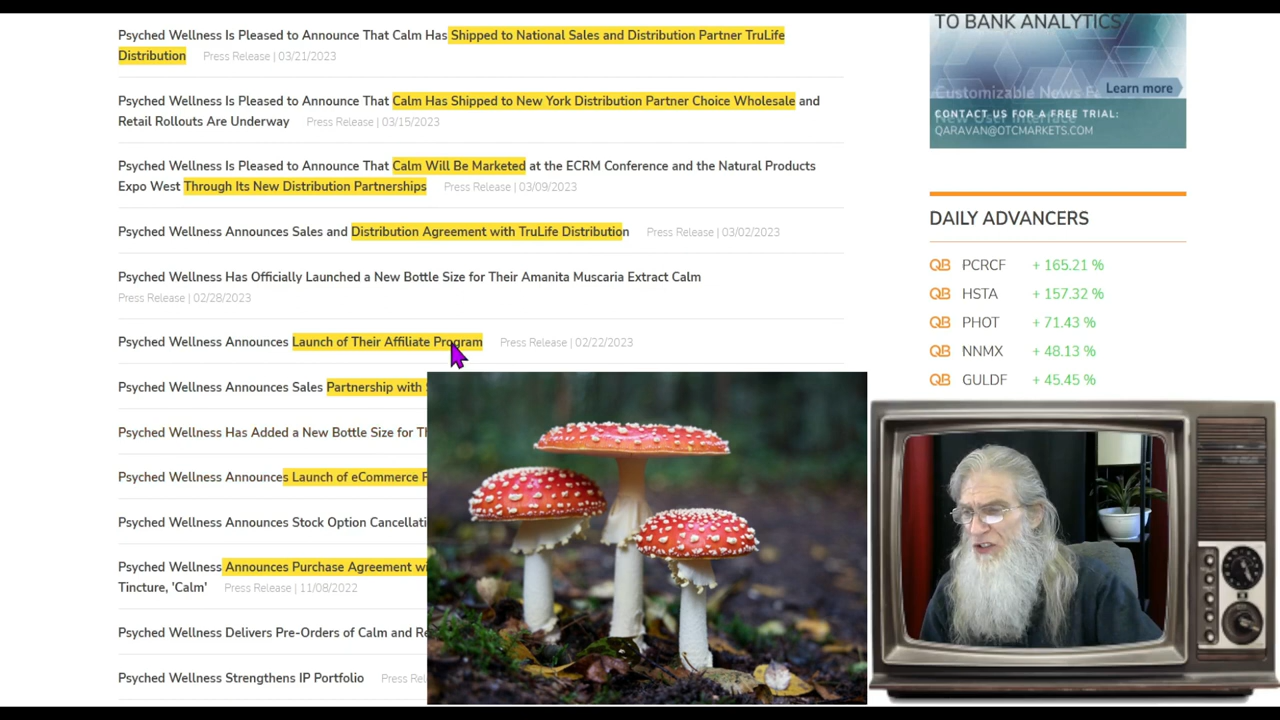 Psyched Wellness Is Pleased to Announce That Calm Has Shipped to National Sales and Distribution Partner TruLife
Distribution Press Release | 03/21/2023
Psyched Wellness Is Pleased to Announce That Calm Has Shipped to New York Distribution Partner Choice Wholesale and
Retail Rollouts Are Underway Press Release | 03/15/2023
Psyched Wellness Is Pleased to Announce That Calm Will Be Marketed at the ECRM Conference and the Natural Products
Expo West Through Its New Distribution Partnerships Press Release | 03/09/2023
Psyched Wellness Announces Sales and Distribution Agreement with TruLife Distribution Press Release | 03/02/2023
Psyched Wellness Has Officially Launched a New Bottle Size for Their Amanita Muscaria Extract Calm
Press Release | 02/28/2023
Psyched Wellness Announces Launch of Their Affiliate Program Press Release | 02/22/2023
Psyched Wellness Announces Sales Partnership with
Psyched Wellness Has Added a New Bottle Size for
Psyched Wellness Announces Launch of eCommerce
Psyched Wellness Announces Stock Option
Psyched Wellness Announces Purchase Agreement
Tincture, 'Calm' Press Release | 11/08/2022
Psyched Wellness Delivers Pre-Orders of Calm and
Psyched Wellness Strengthens IP Portfolio Press
TO BANK ANALYTICS
Customizable News
Learn more
New User Interface
CONTACT US FOR A FREE TRIAL:
QARAVAN@OTCMARKETS.COM
DAILY ADVANCERS
QB PCRCF + 165.21 %
QB HSTA + 157.32 %
QB PHOT + 71.43 %
QB NNMX + 48.13 %
QB GULDF + 45.45 %